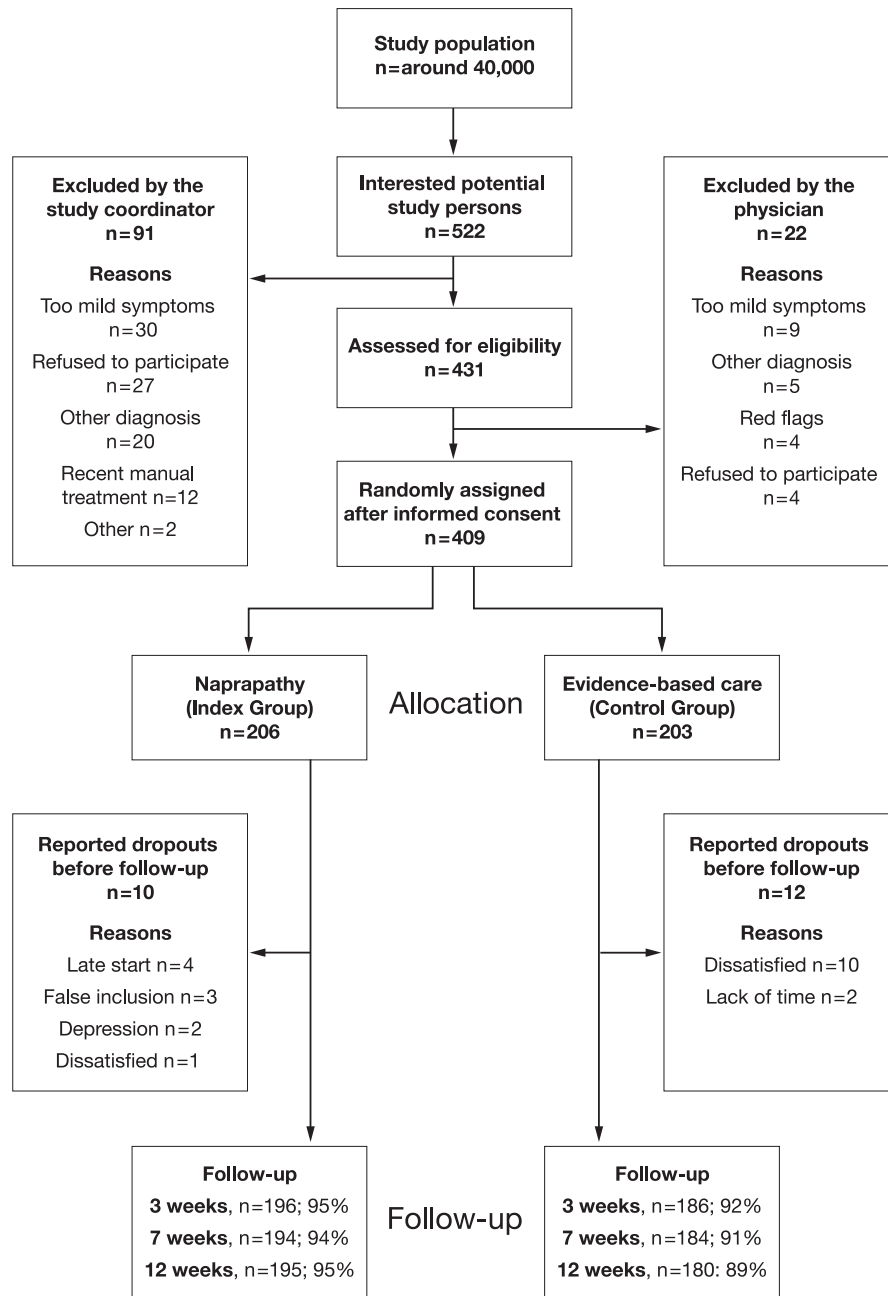 Study population
n=around 40,000
Excluded by the
study coordinator
n=91
Reasons
Too mild symptoms
n=30
Refused to participate
n=27
Other diagnosis
n=20
Recent manual
treatment n=12
Other n=2
Interested potential
study persons
n=522
Excluded by the
physician
n=22
Reasons
Too mild symptoms
n=9
Other diagnosis
n=5
Red flags
n=4
Refused to participate
n=4
Assessed for eligibility
n=431
Randomly assigned
after informed consent
n=409
Naprapathy
(Index Group)
n=206
Allocation
Evidence-based care
(Control Group)
n=203
Reported dropouts
before follow-up
n=10
Reasons
Late start n=4
False inclusion n=3
Depression n=2
Dissatisfied n=1
Reported dropouts
before follow-up
n=12
Reasons
Dissatisfied n=10
Lack of time n=2
Follow-up
3 weeks, n=196; 95%
7 weeks, n=194; 94%
12 weeks, n=195; 95%
Follow-up
Follow-up
3 weeks, n=186; 92%
7 weeks, n=184; 91%
12 weeks, n=180: 89%